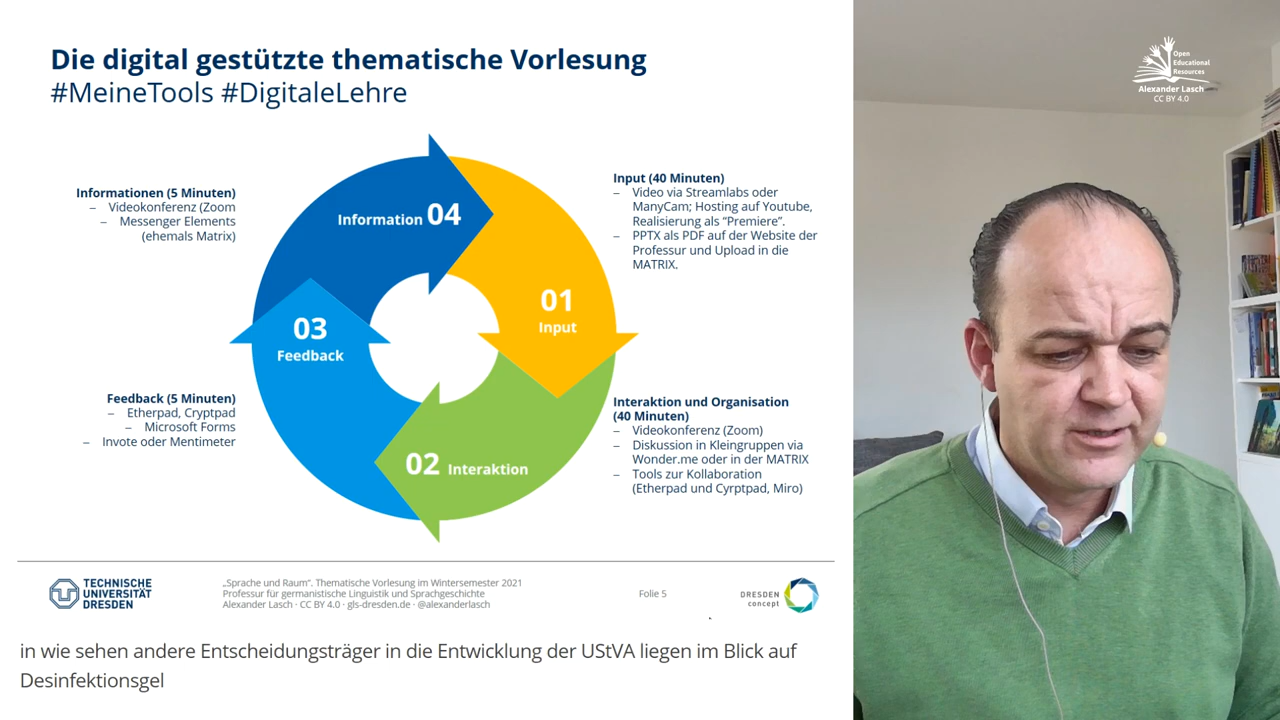 Die digital gestützte thematische Vorlesung
#MeineTools #DigitaleLehre
Informationen (5 Minuten)
– Videokonferenz (Zoom
– Messenger Elements
(ehemals Matrix)
Information 04
Input (40 Minuten)
– Video via Streamlabs oder
ManyCam; Hosting auf Youtube,
Realisierung als “Premiere”.
– PPTX als PDF auf der Website der
Professur und Upload in die
MATRIX.
01
Input
03
Feedback
Feedback (5 Minuten)
– Etherpad, Cryptpad
– Microsoft Forms
– Invote oder Mentimeter
02 Interaktion
Interaktion und Organisation
(40 Minuten)
– Videokonferenz (Zoom)
– Diskussion in Kleingruppen via
Wonder.me oder in der MATRIX
– Tools zur Kollaboration
(Etherpad und Cyrptpad, Miro)
TECHNISCHE
UNIVERSITÄT
DRESDEN
„Sprache und Raum“. Thematische Vorlesung im Wintersemester 2021
Professur für germanistische Linguistik und Sprachgeschichte
Alexander Lasch · CC BY 4.0 · gls-dresden.de · @alexanderlasch
Folie 5
DRESDEN
concept
in wie sehen andere Entscheidungsträger in die Entwicklung der UStVA liegen im Blick auf
Desinfektionsgel
Open
Educational
Resources
Alexander Lasch
CC BY 4.0